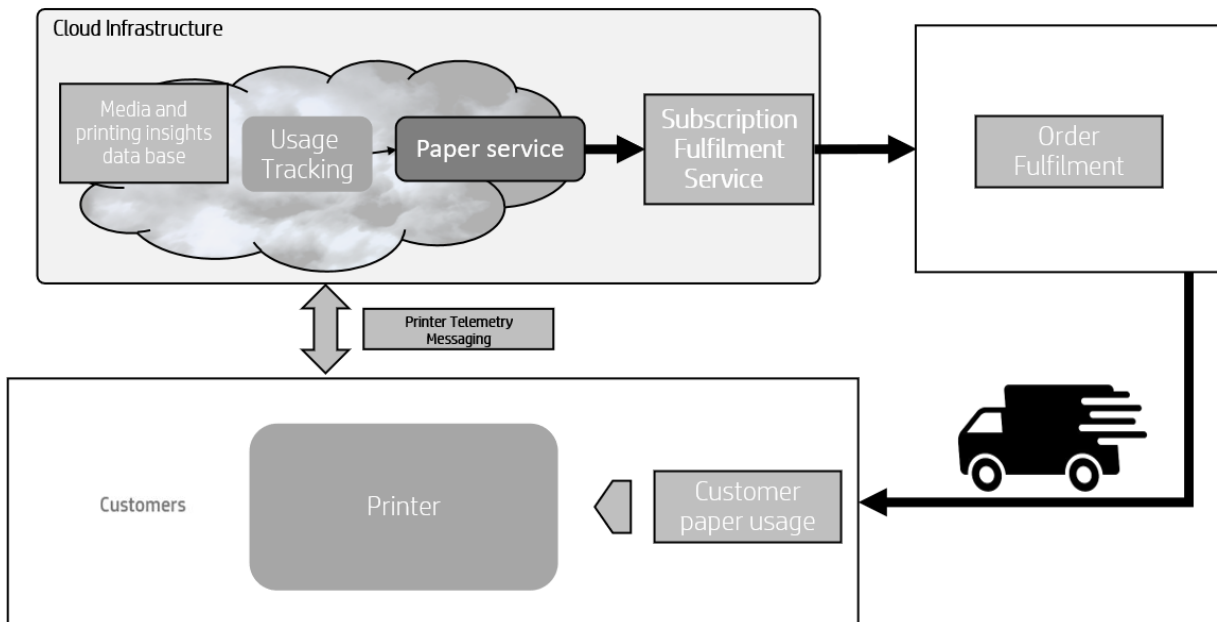 Cloud Infrastructure
Media and
printing insights
data base
Usage
Tracking
Paper service
Subscription
Fulfilment
Service
Order
Fulfilment
Printer Telemetry
Messaging
Customers
Printer
Customer
paper usage